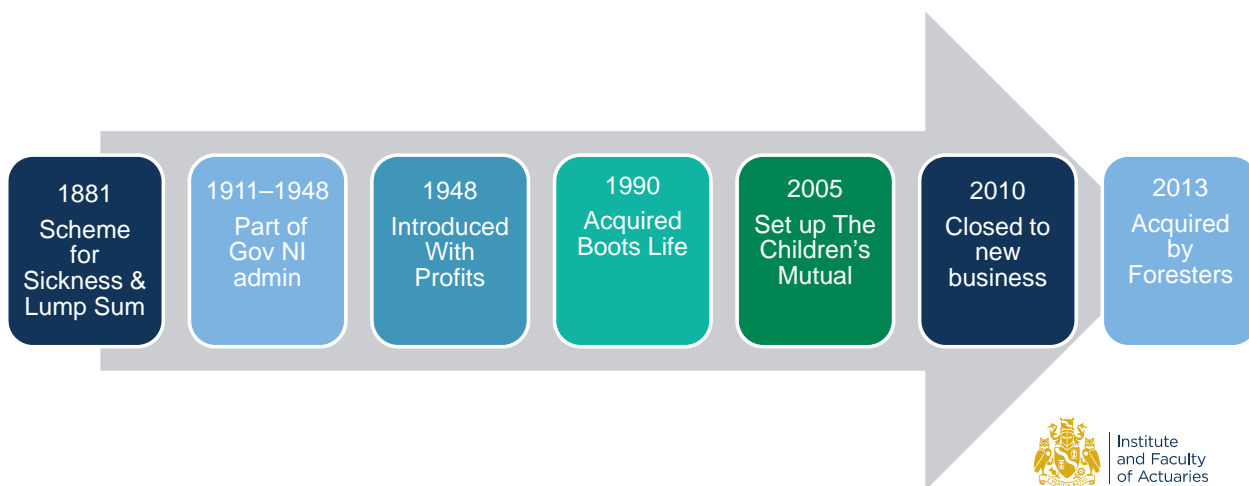 1881
Scheme
for
Sickness &
Lump Sum
1911–1948
Part of
Gov NI
admin
1948
Introduced
With
Profits
1990
Acquired
Boots Life
2005
Set up The
Children’s
Mutual
2010
Closed to
new
business
2013
Acquired
by
Foresters
Institute
and Faculty
of Actuaries